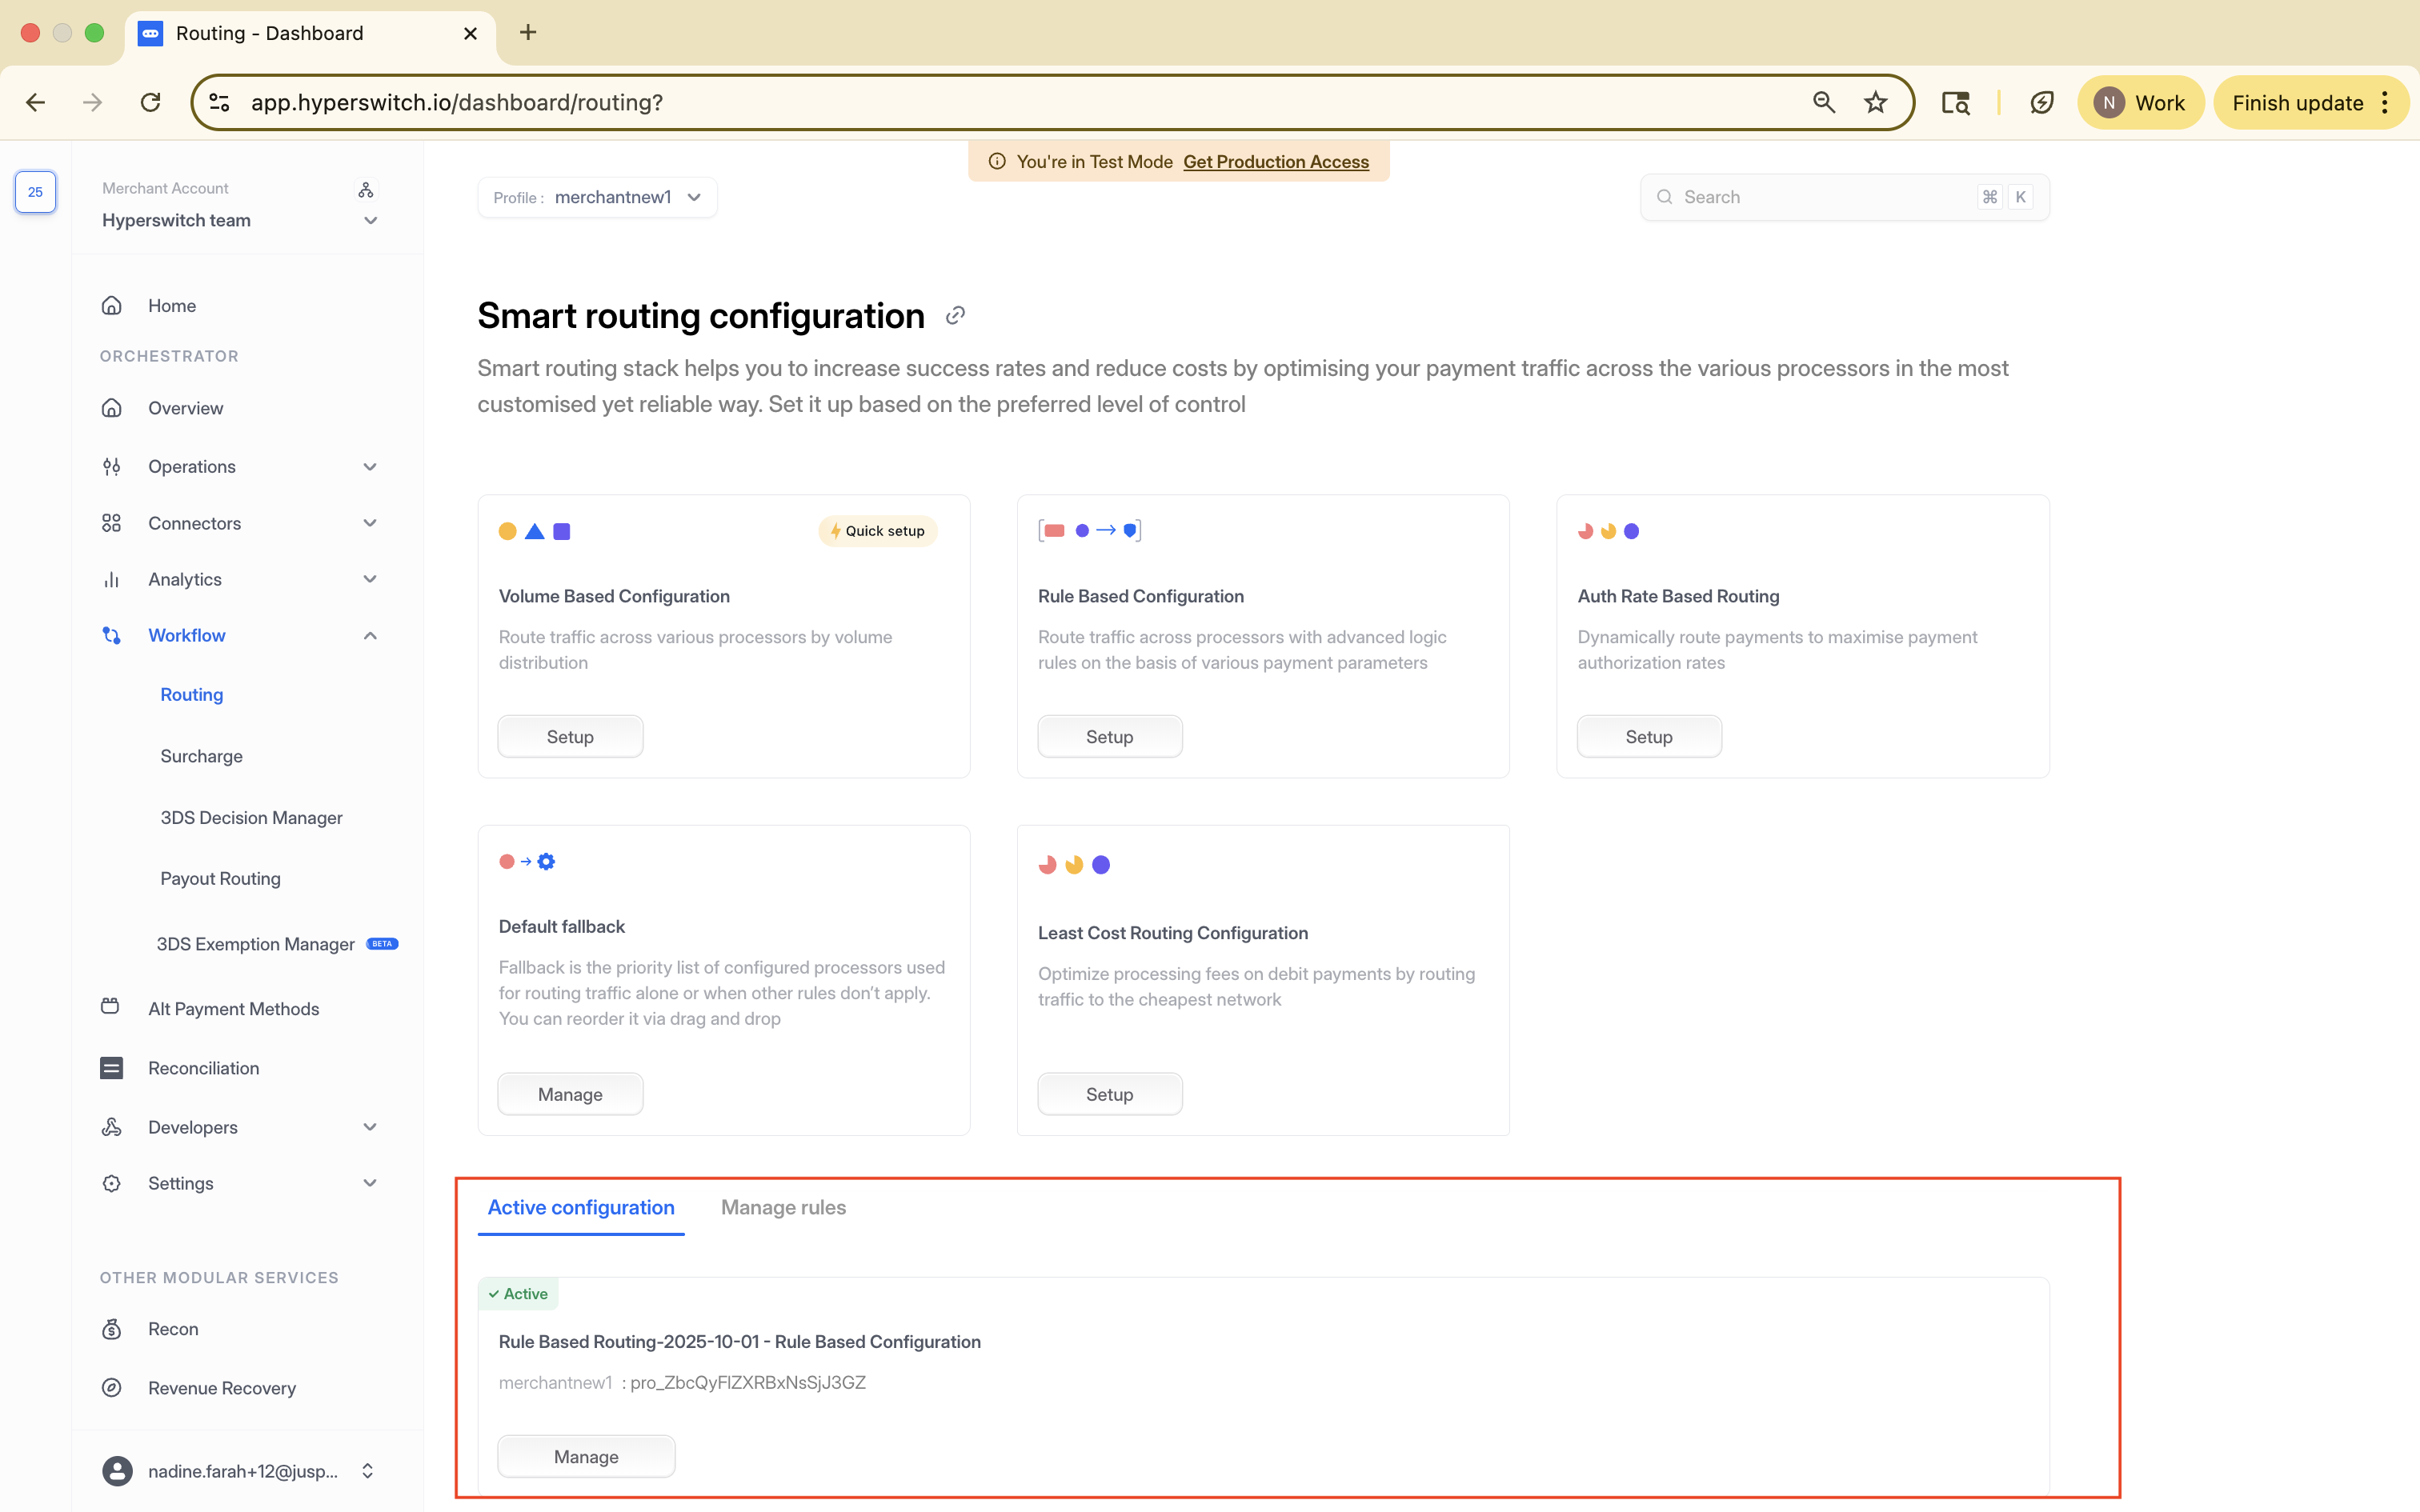 Routing - Dashboard
app.hyperswitch.io/dashboard/routing?
N Work
Finish update
You're in Test Mode Get Production Access
25
Merchant Account
Hyperswitch team
Profile : merchantnew1
Search ⌘ K
Home
ORCHESTRATOR
Overview
Operations
Connectors
Analytics
Workflow
Routing
Surcharge
3DS Decision Manager
Payout Routing
3DS Exemption Manager BETA
Alt Payment Methods
Reconciliation
Developers
Settings
OTHER MODULAR SERVICES
Recon
Revenue Recovery
nadine.farah+12@jusp...
Smart routing configuration
Smart routing stack helps you to increase success rates and reduce costs by optimising your payment traffic across the various processors in the most
customised yet reliable way. Set it up based on the preferred level of control
Quick setup
Volume Based Configuration
Route traffic across various processors by volume
distribution
Setup
Rule Based Configuration
Route traffic across processors with advanced logic
rules on the basis of various payment parameters
Setup
Auth Rate Based Routing
Dynamically route payments to maximise payment
authorization rates
Setup
Default fallback
Fallback is the priority list of configured processors used
for routing traffic alone or when other rules don’t apply.
You can reorder it via drag and drop
Manage
Least Cost Routing Configuration
Optimize processing fees on debit payments by routing
traffic to the cheapest network
Setup
Active configuration Manage rules
Active
Rule Based Routing-2025-10-01 - Rule Based Configuration
merchantnew1 : pro_ZbcQyFlZXRBxNsSjJ3GZ
Manage